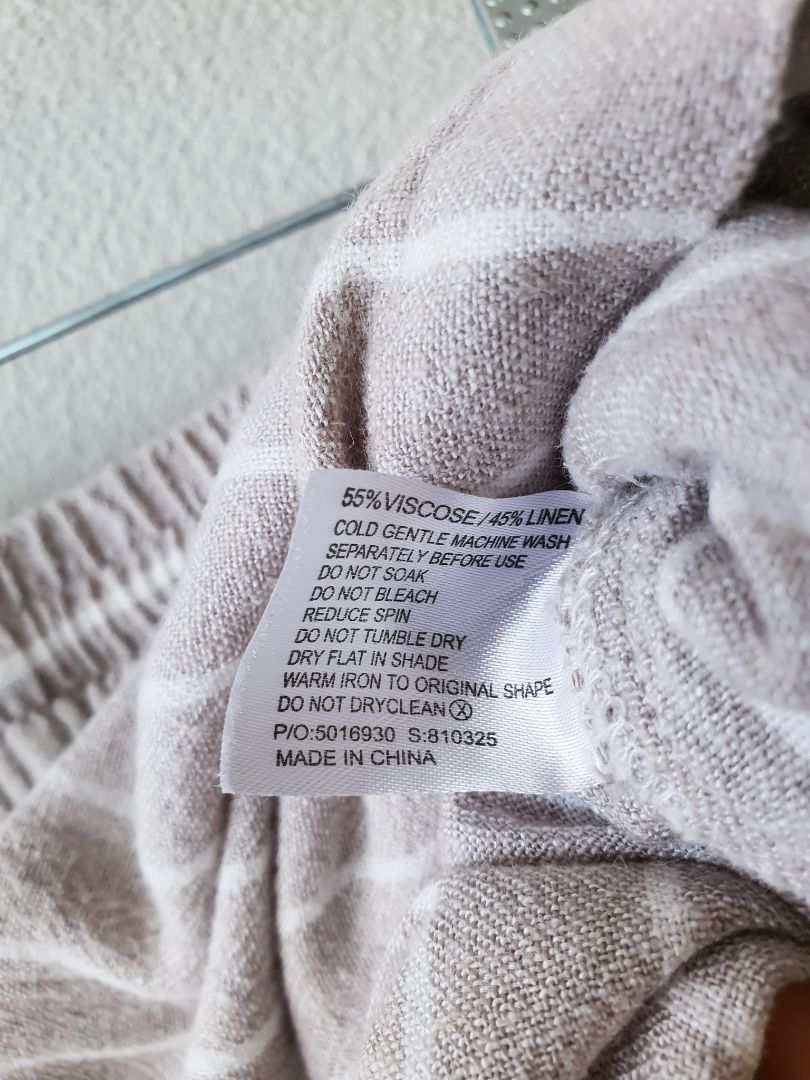 55%VISCOSE/45% LINEN
COLD GENTLE MACHINE WASH
SEPARATELY BEFORE USE
DO NOT SOAK
DO NOT BLEACH
REDUCE SPIN
DO NOT TUMBLE DRY
DRY FLAT IN SHADE
WARM IRON TO ORIGINAL SHAPE
DO NOT DRYCLEAN Ⓧ
P/O:5016930 S:810325
MADE IN CHINA